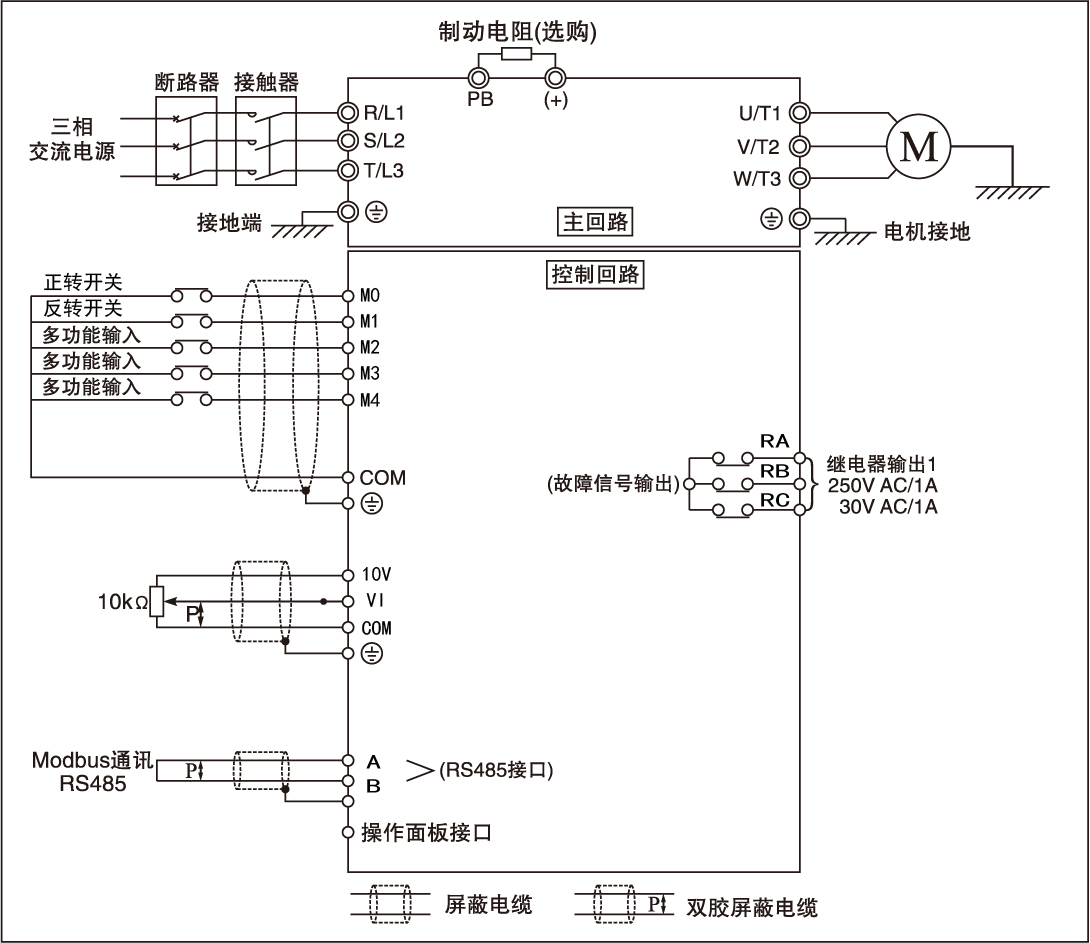 制动电阻(选购)
PB
(+)
断路器
接触器
三相
交流电源
R/L1
S/L2
T/L3
接地端
主回路
U/T1
V/T2
W/T3
M
电机接地
控制回路
正转开关
反转开关
多功能输入
多功能输入
多功能输入
M0
M1
M2
M3
M4
COM
RA
RB
RC
(故障信号输出)
继电器输出1
250V AC/1A
30V AC/1A
10kΩ
P
10V
VI
COM
Modbus通讯
RS485
P
A
B
(RS485接口)
操作面板接口
屏蔽电缆
P
双胶屏蔽电缆